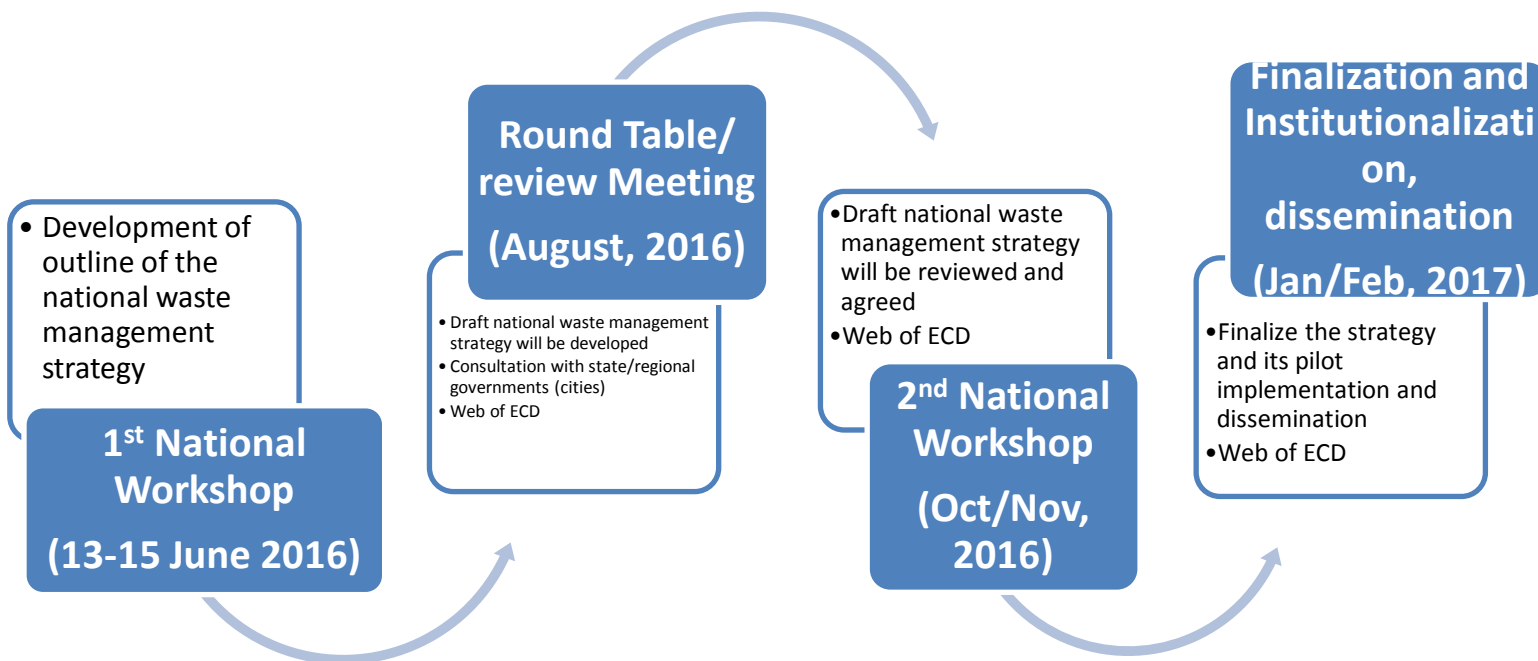 • Development of
outline of the
national waste
management
strategy
1st National
Workshop
(13-15 June 2016)
Round Table/
review Meeting
(August, 2016)
• Draft national waste management
strategy will be developed
• Consultation with state/regional
governments (cities)
• Web of ECD
•Draft national waste
management strategy
will be reviewed and
agreed
•Web of ECD
2nd National
Workshop
(Oct/Nov,
2016)
Finalization and
Institutionalizati
on,
dissemination
(Jan/Feb, 2017)
•Finalize the strategy
and its pilot
implementation and
dissemination
•Web of ECD